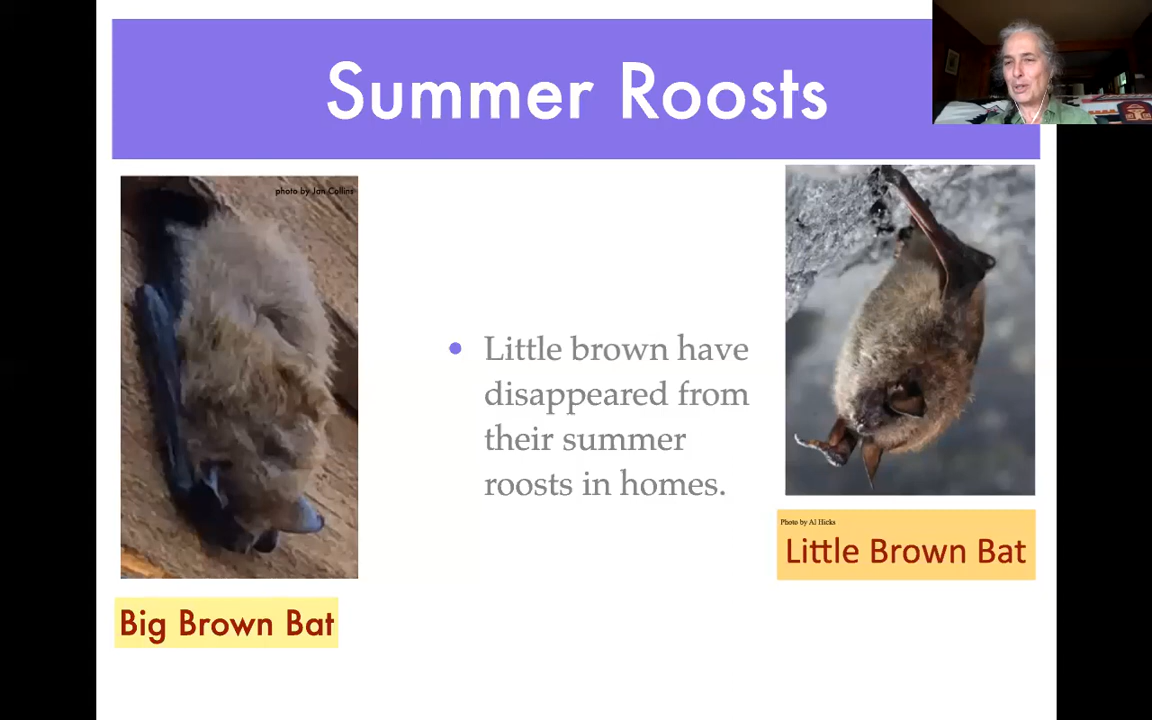 Summer Roosts
photo by Jan Collins
• Little brown have
disappeared from
their summer
roosts in homes.
Photo by Al Hicks
Little Brown Bat
Big Brown Bat